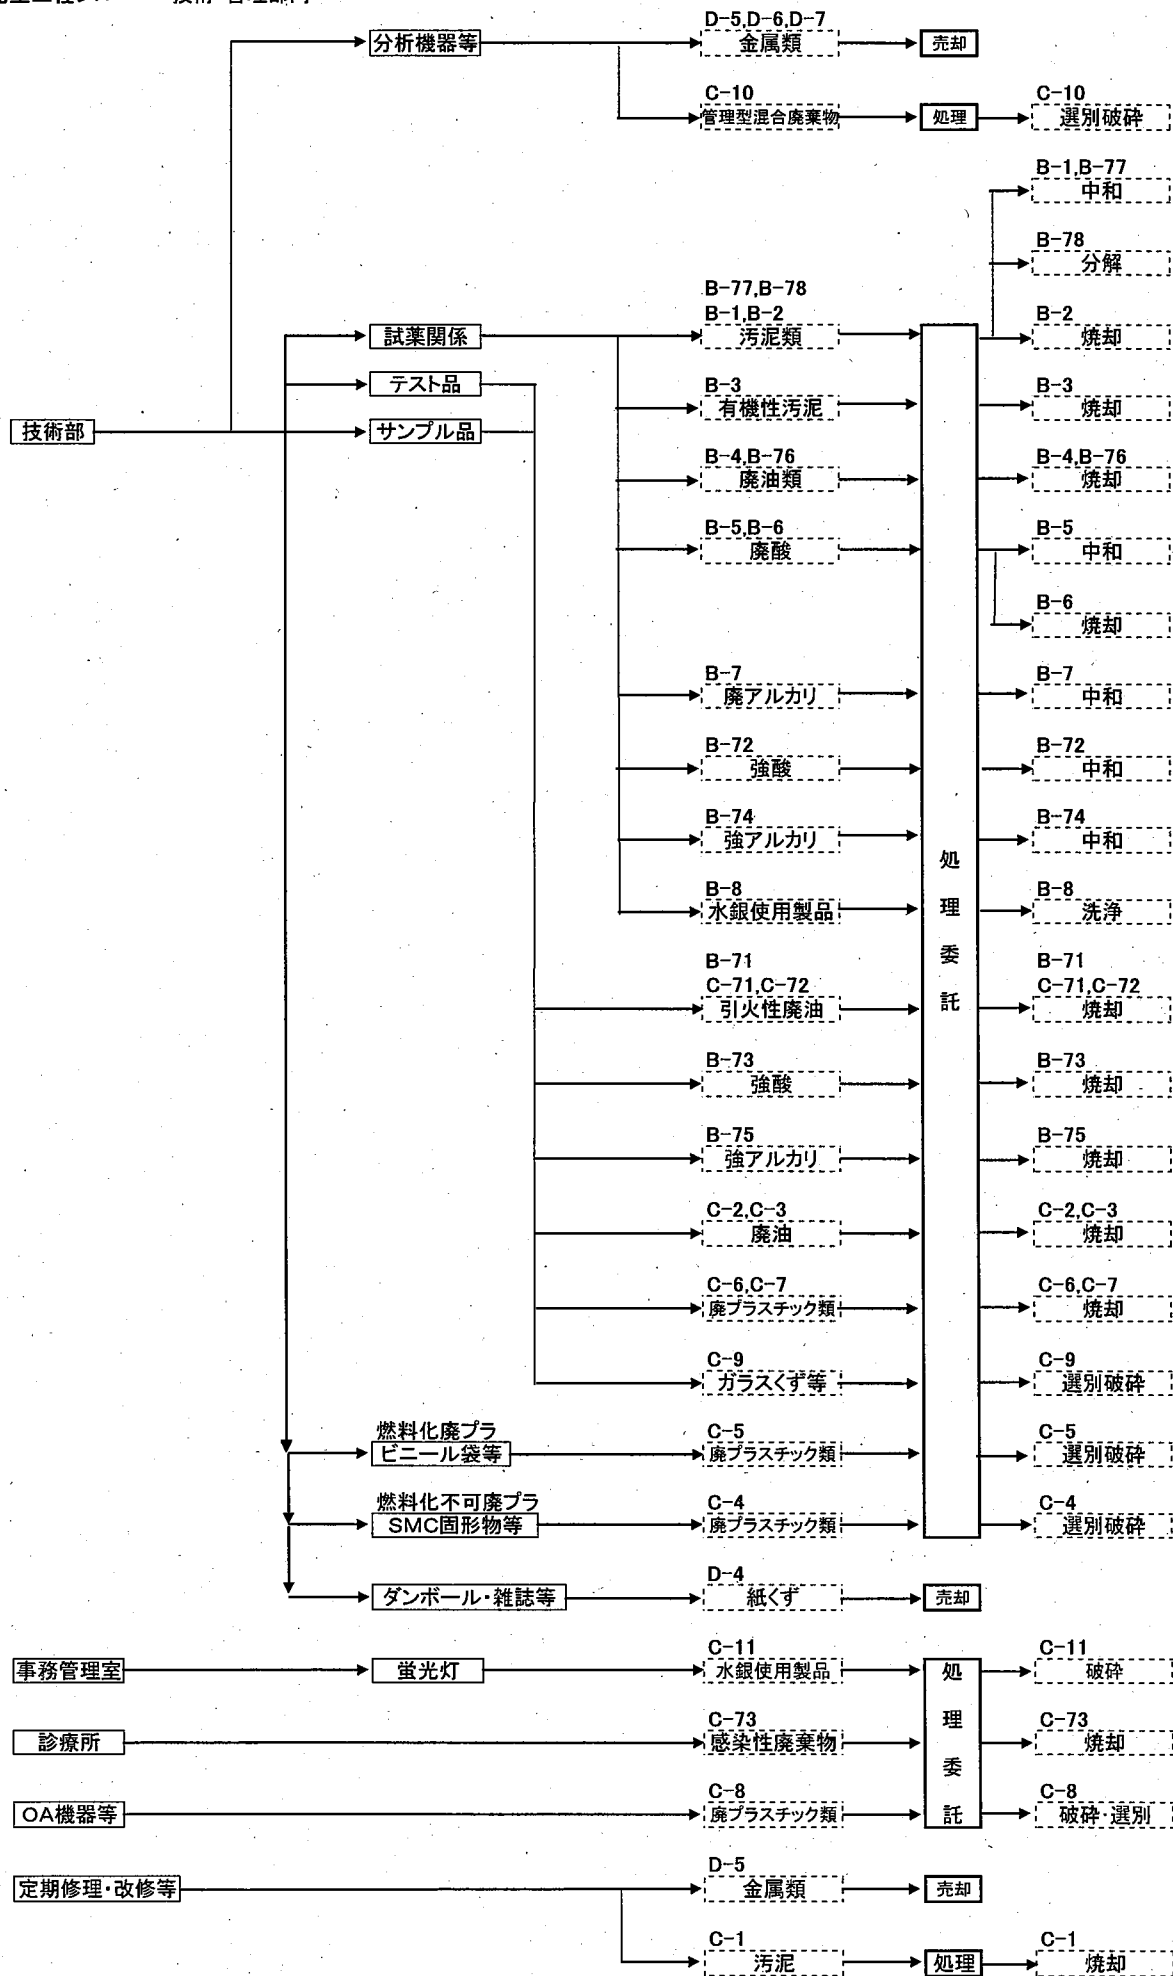 D-5,D-6,D-7
分析機器等 金属類 売却
C-10 C-10
管理型混合廃棄物 処理 選別破砕
B-1,B-77
中和
B-78
分解
B-77,B-78
B-1,B-2 B-2
試薬関係 汚泥類 焼却
テスト品 B-3 B-3
有機性汚泥 焼却
技術部 サンプル品
B-4,B-76 B-4,B-76
廃油類 焼却
B-5,B-6 B-5
廃酸 中和
B-6
焼却
B-7 B-7
廃アルカリ 中和
B-72 B-72
強酸 中和
B-74 B-74
強アルカリ 中和
処理委託
B-8 B-8
水銀使用製品 洗浄
B-71 B-71
C-71,C-72 C-71,C-72
引火性廃油 焼却
B-73 B-73
強酸 焼却
B-75 B-75
強アルカリ 焼却
C-2,C-3 C-2,C-3
廃油 焼却
C-6,C-7 C-6,C-7
廃プラスチック類 焼却
C-9 C-9
ガラスくず等 選別破砕
燃料化廃プラ C-5 C-5
ビニール袋等 廃プラスチック類 選別破砕
燃料化不可廃プラ C-4 C-4
SMC固形物等 廃プラスチック類 選別破砕
D-4
ダンボール・雑誌等 紙くず 売却
C-11 C-11
事務管理室 蛍光灯 水銀使用製品 破砕
処理委託
C-73 C-73
診療所 感染性廃棄物 焼却
C-8 C-8
OA機器等 廃プラスチック類 破砕・選別
D-5
定期修理・改修等 金属類 売却
C-1 C-1
汚泥 処理 焼却